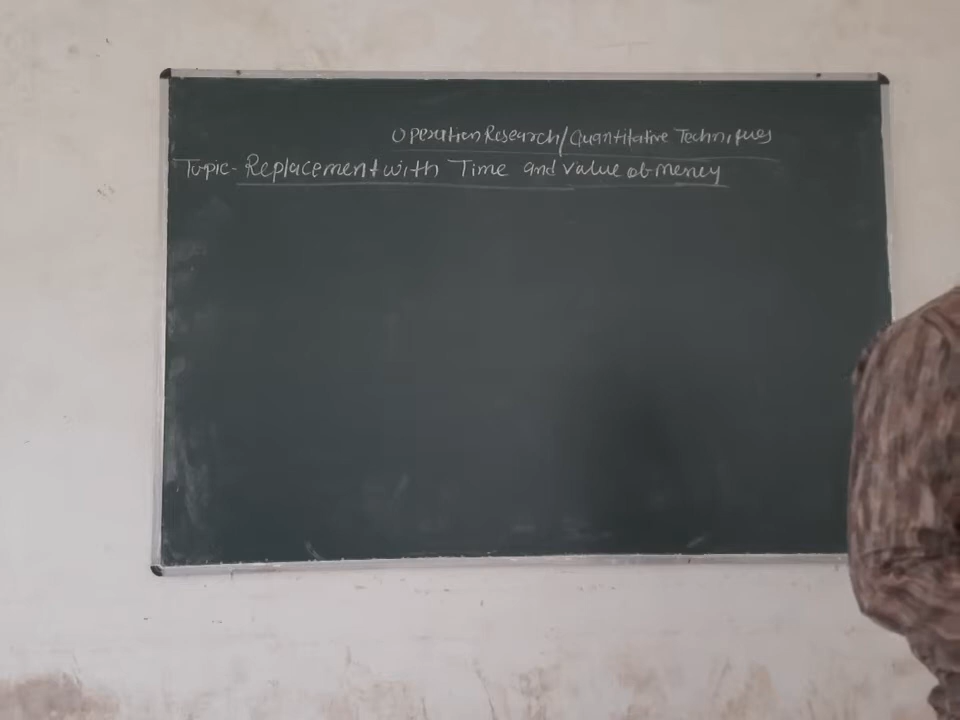 Operation Research/Quantitative Techniques
Topic- Replacement with Time and value of money